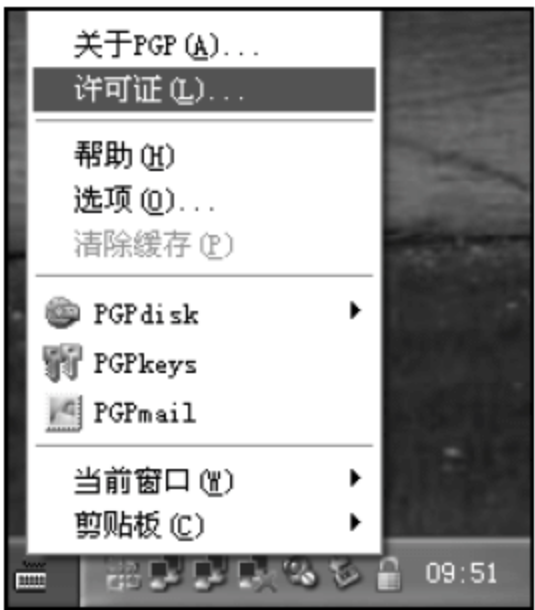 关于PGP(A)...
许可证(L)...
帮助(H)
选项(O)...
清除缓存(P)
PGPdisk
PGPkeys
PGPmail
当前窗口(W)
剪贴板(C)
09:51